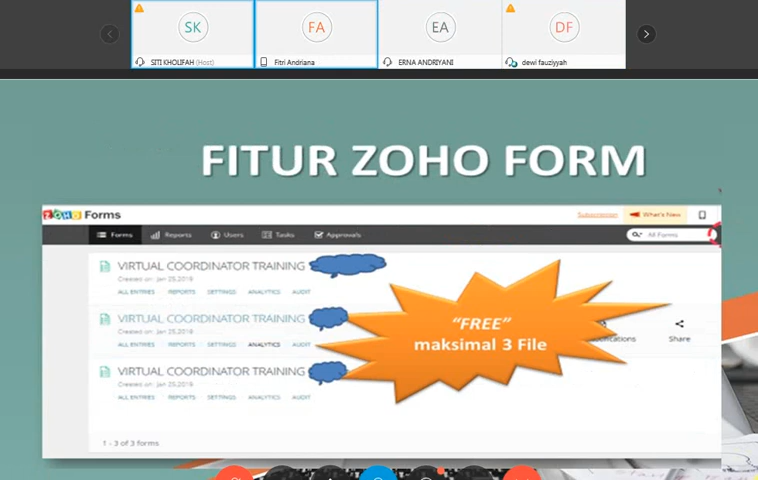 SK
FA
EA
DF
SITI KHOLIFAH (Host)
Fitri Andriana
ERNA ANDRIYANI
dewi fauziyyah
FITUR ZOHO FORM
ZOHO Forms
Subscription
What's New
Forms
Reports
Users
Tasks
Approvals
All Forms
VIRTUAL COORDINATOR TRAINING
Created on: Jan 25,2019
ALL ENTRIES REPORTS SETTINGS ANALYTICS AUDIT
VIRTUAL COORDINATOR TRAINING
Created on: Jan 25,2019
ALL ENTRIES REPORTS SETTINGS ANALYTICS AUDIT
VIRTUAL COORDINATOR TRAINING
Created on: Jan 25,2019
ALL ENTRIES REPORTS SETTINGS ANALYTICS AUDIT
"FREE"
maksimal 3 File
Share
1 - 3 of 3 forms